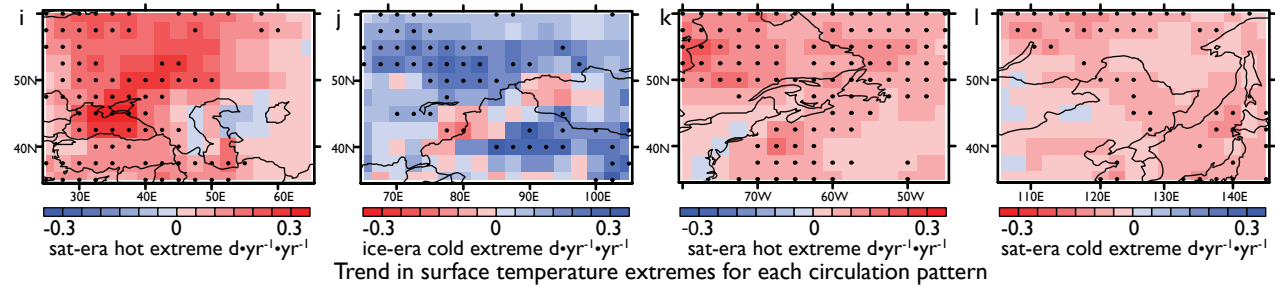 i j k l
50N 50N 50N 50N
40N 40N 40N 40N
30E 40E 50E 60E 70E 80E 90E 100E 70W 60W 50W 110E 120E 130E 140E
-0.3 0 0.3 -0.3 0 0.3 -0.3 0 0.3 -0.3 0 0.3
sat-era hot extreme d•yr⁻¹•yr⁻¹ ice-era cold extreme d•yr⁻¹•yr⁻¹ sat-era hot extreme d•yr⁻¹•yr⁻¹ sat-era cold extreme d•yr⁻¹•yr⁻¹
Trend in surface temperature extremes for each circulation pattern